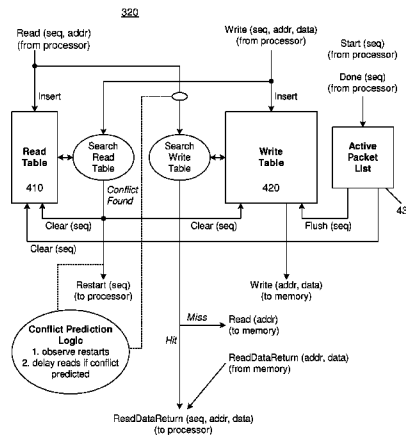 320
Read (seq, addr)
(from processor)
Write (seq, addr, data)
(from processor)
Start (seq)
(from processor)
Done (seq)
(from processor)
Insert
Insert
Read
Table
410
Search
Read
Table
Search
Write
Table
Write
Table
420
Active
Packet
List
43
Conflict
Found
Clear (seq)
Clear (seq)
Flush (seq)
Clear (seq)
Restart (seq)
(to processor)
Write (addr, data)
(to memory)
Conflict Prediction
Logic
1. observe restarts
2. delay reads if conflict
predicted
Miss
Read (addr)
(to memory)
Hit
ReadDataReturn (addr, data)
(from memory)
ReadDataReturn (seq, addr, data)
(to processor)